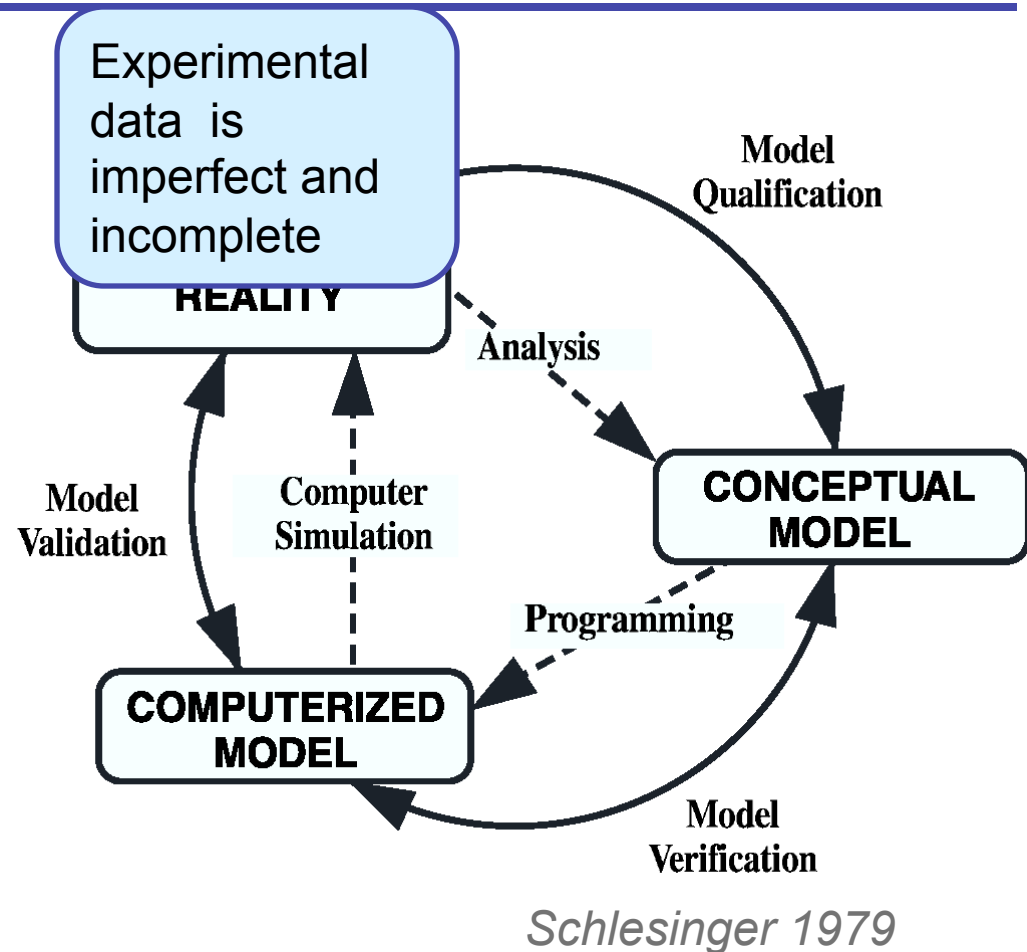 Experimental
data is
imperfect and
incomplete
REALITY
Model
Qualification
Analysis
CONCEPTUAL
MODEL
Model
Validation
Computer
Simulation
Programming
COMPUTERIZED
MODEL
Model
Verification
Schlesinger 1979